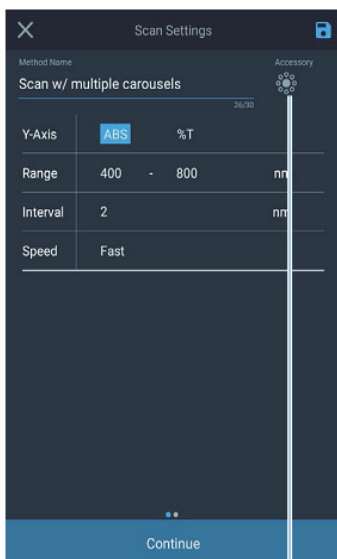 Scan Settings
Method Name
Accessory
Scan w/ multiple carousels
26/30
Y-Axis ABS %T
Range 400 - 800 nm
Interval 2 nm
Speed Fast
Continue